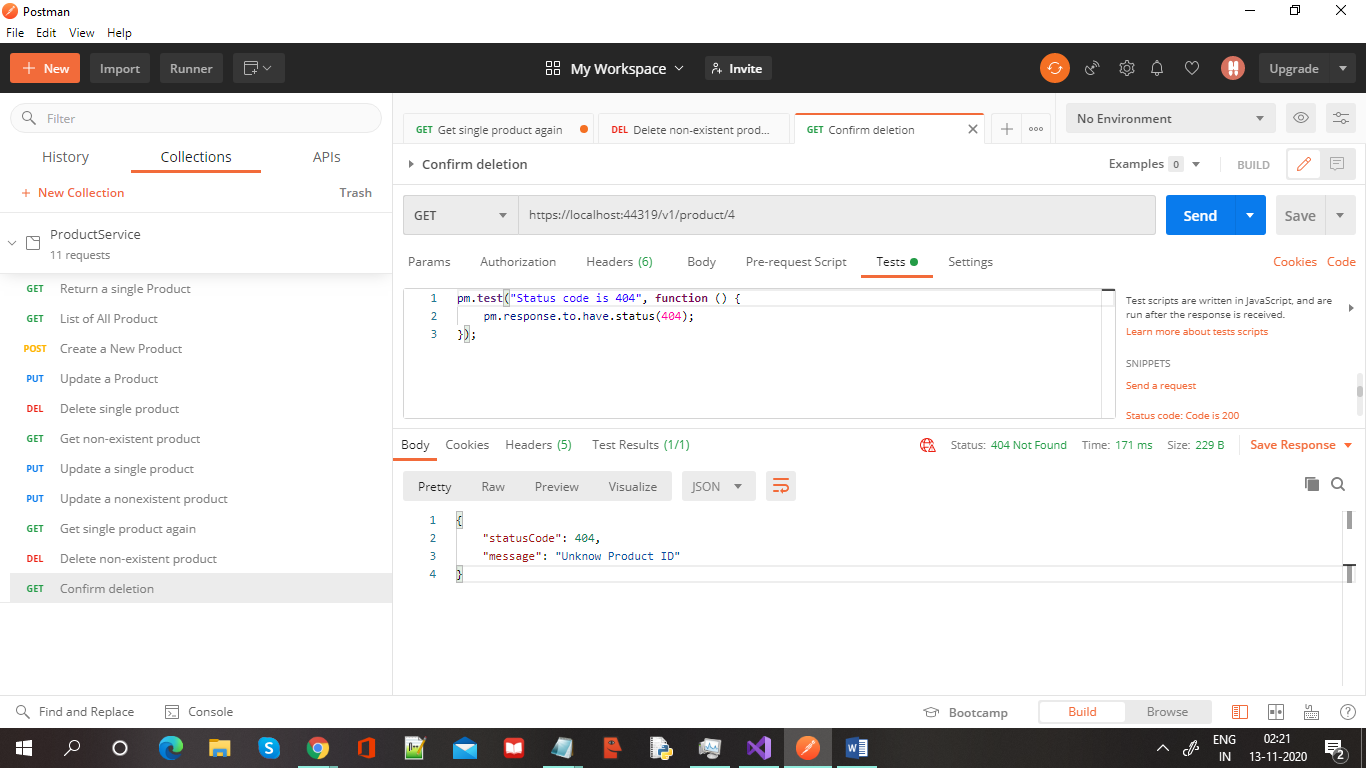 Postman
File Edit View Help
+ New Import Runner My Workspace Invite Upgrade
Filter
History Collections APIs
+ New Collection Trash
ProductService
11 requests
GET Return a single Product
GET List of All Product
POST Create a New Product
PUT Update a Product
DEL Delete single product
GET Get non-existent product
PUT Update a single product
PUT Update a nonexistent product
GET Get single product again
DEL Delete non-existent product
GET Confirm deletion
GET Get single product again DEL Delete non-existent prod... GET Confirm deletion No Environment
Confirm deletion Examples 0 BUILD
GET https://localhost:44319/v1/product/4 Send Save
Params Authorization Headers (6) Body Pre-request Script Tests Settings Cookies Code
1 pm.test("Status code is 404", function () {
2 pm.response.to.have.status(404);
3 });
Test scripts are written in JavaScript, and are
run after the response is received.
Learn more about tests scripts
SNIPPETS
Send a request
Status code: Code is 200
Body Cookies Headers (5) Test Results (1/1) Status: 404 Not Found Time: 171 ms Size: 229 B Save Response
Pretty Raw Preview Visualize JSON
1 {
2 "statusCode": 404,
3 "message": "Unknow Product ID"
4 }
Find and Replace Console Bootcamp Build Browse
ENG
IN
02:21
13-11-2020
2